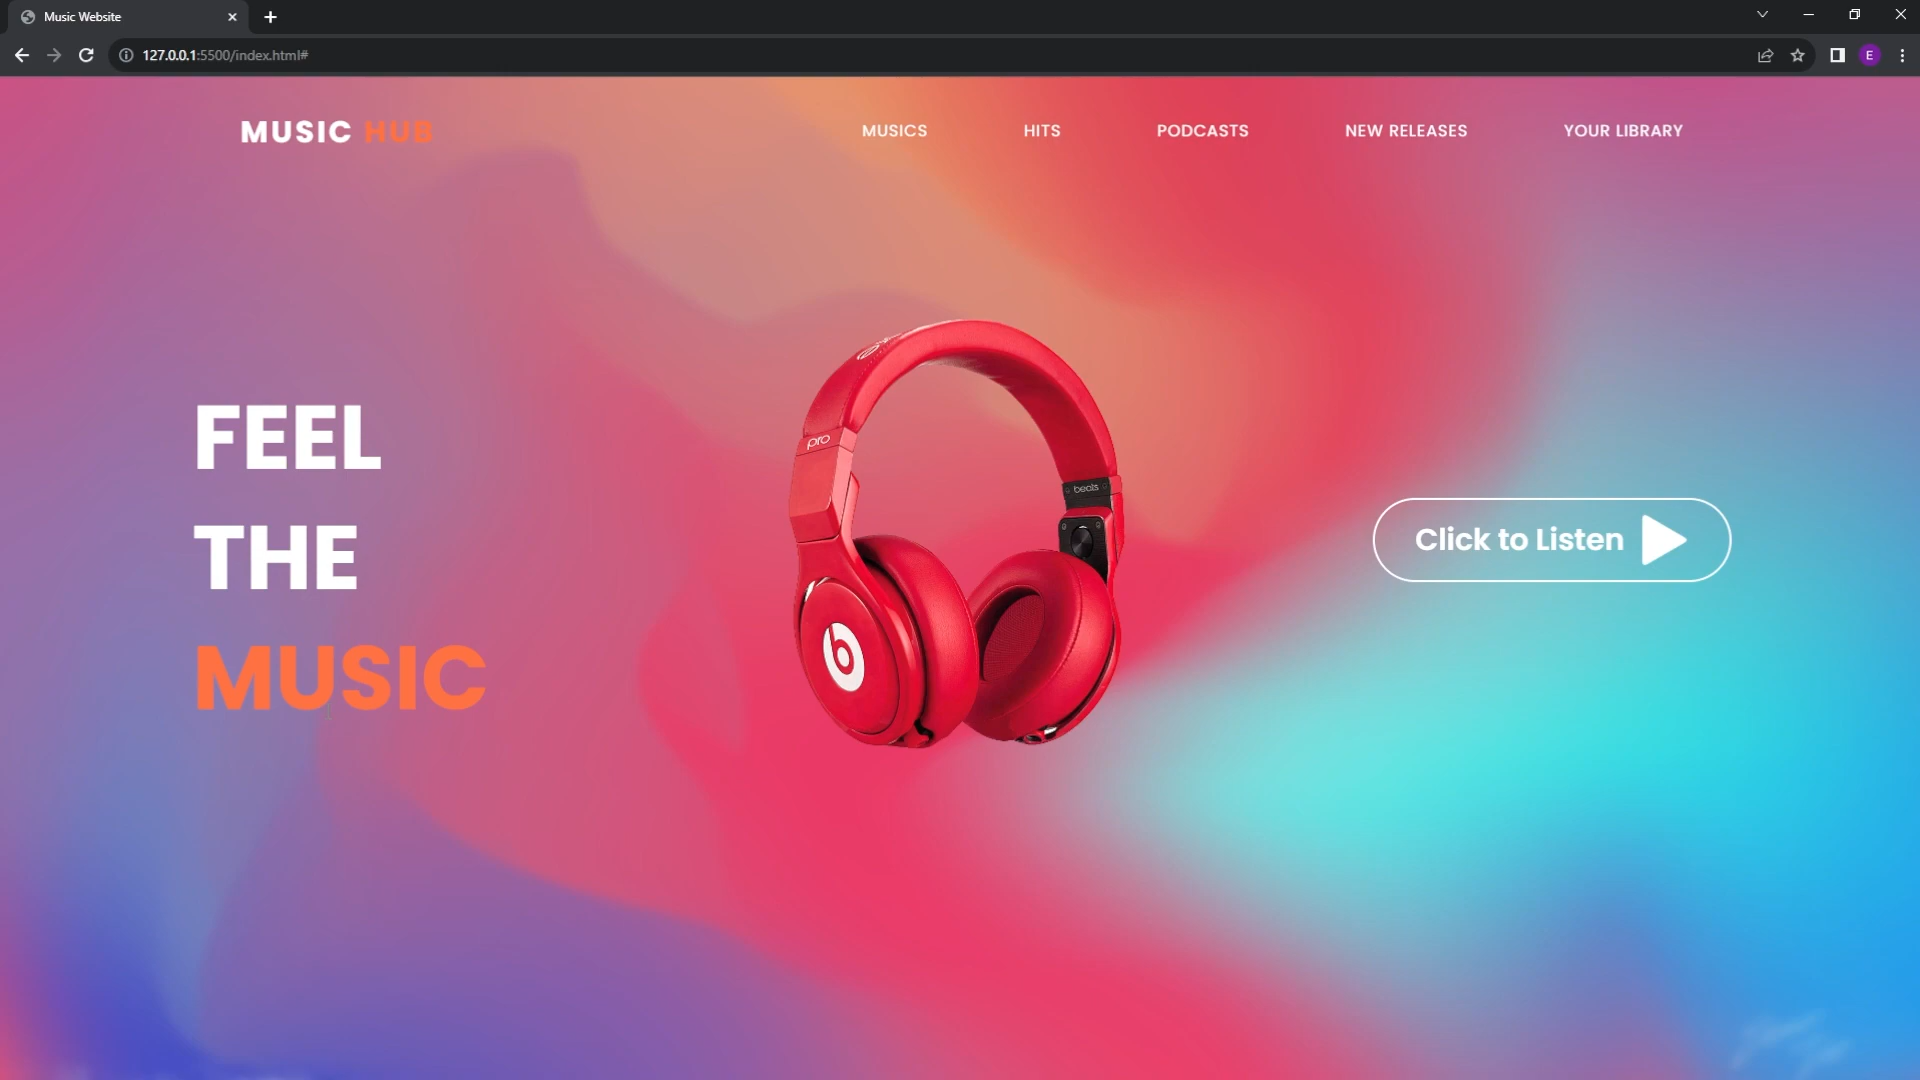 Music Website
127.0.0.1:5500/index.html#
E
MUSIC HUB
MUSICS
HITS
PODCASTS
NEW RELEASES
YOUR LIBRARY
FEEL
THE
MUSIC
pro
beats
b
Click to Listen